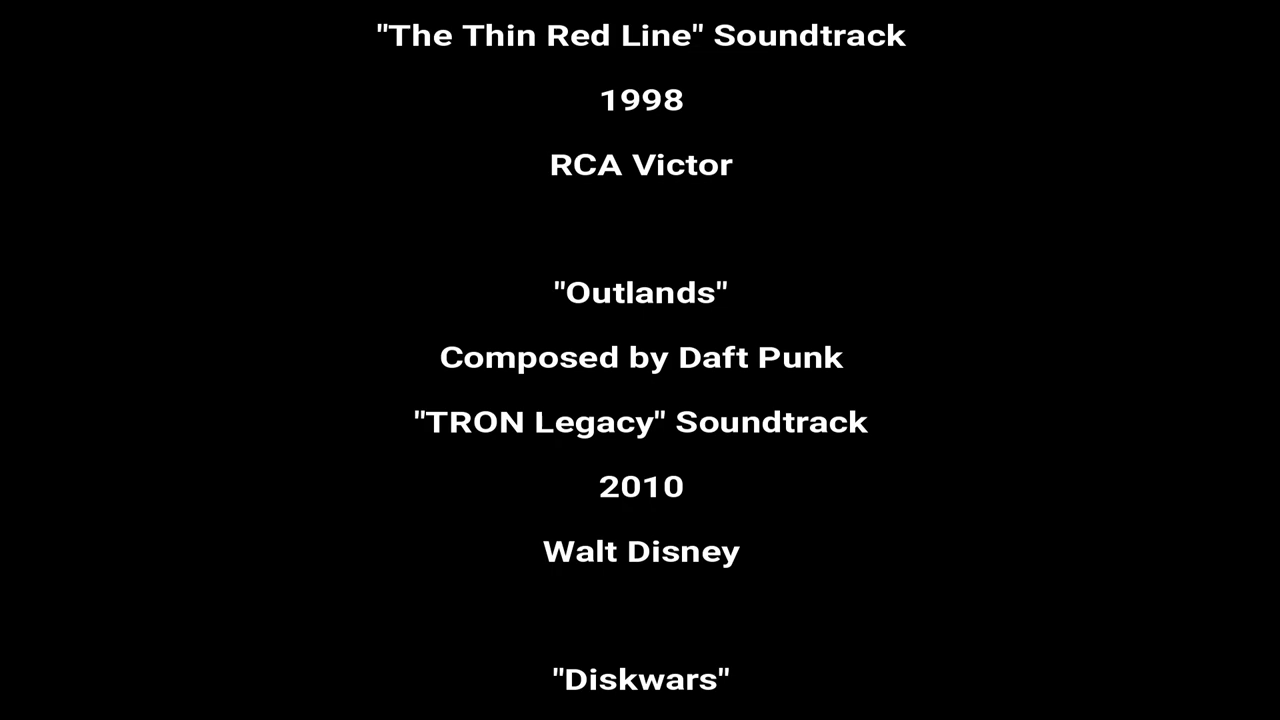 "The Thin Red Line" Soundtrack
1998
RCA Victor
"Outlands"
Composed by Daft Punk
"TRON Legacy" Soundtrack
2010
Walt Disney
"Diskwars"